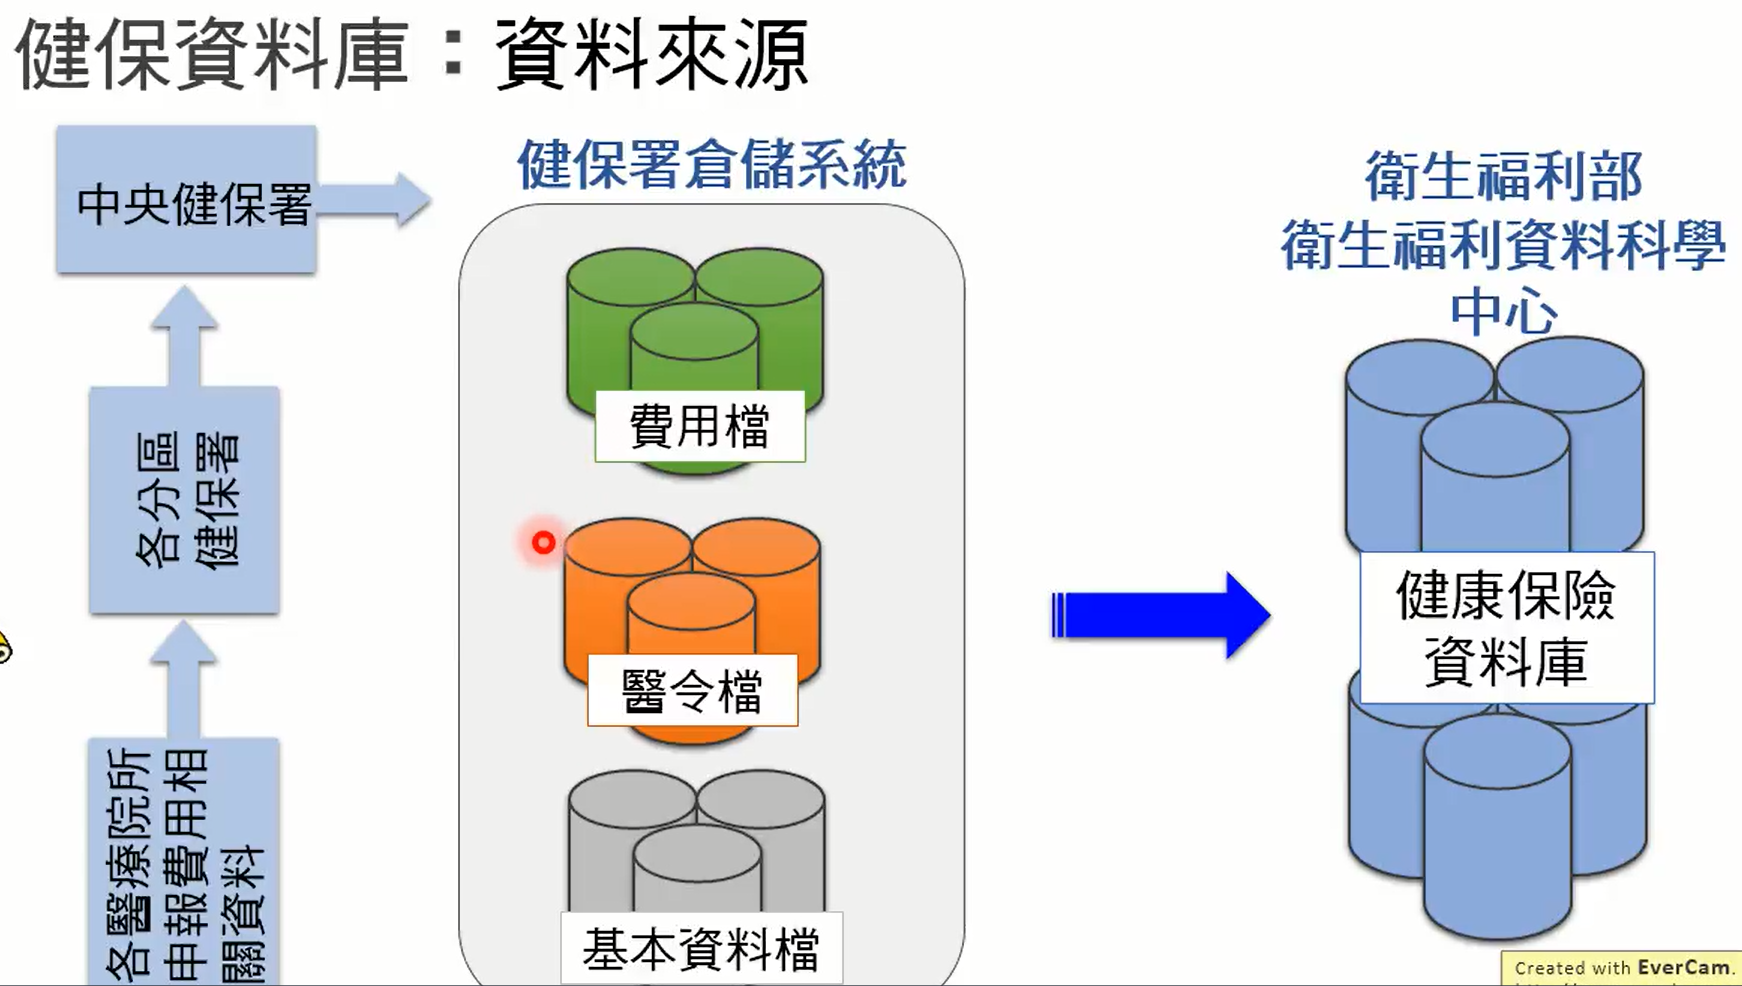 健保資料庫：資料來源
中央健保署
各分區
健保署
各醫療院所
申報費用相
關資料
健保署倉儲系統
費用檔
醫令檔
基本資料檔
衛生福利部
衛生福利資料科學
中心
健康保險
資料庫
Created with EverCam.